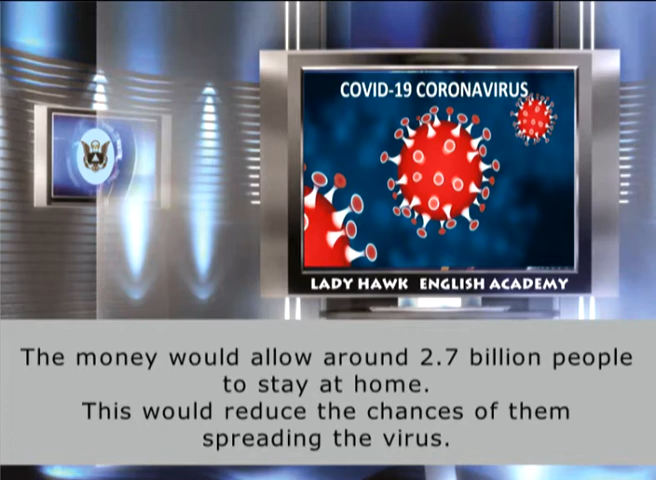 COVID-19 CORONAVIRUS
LADY HAWK ENGLISH ACADEMY
The money would allow around 2.7 billion people
to stay at home.
This would reduce the chances of them
spreading the virus.